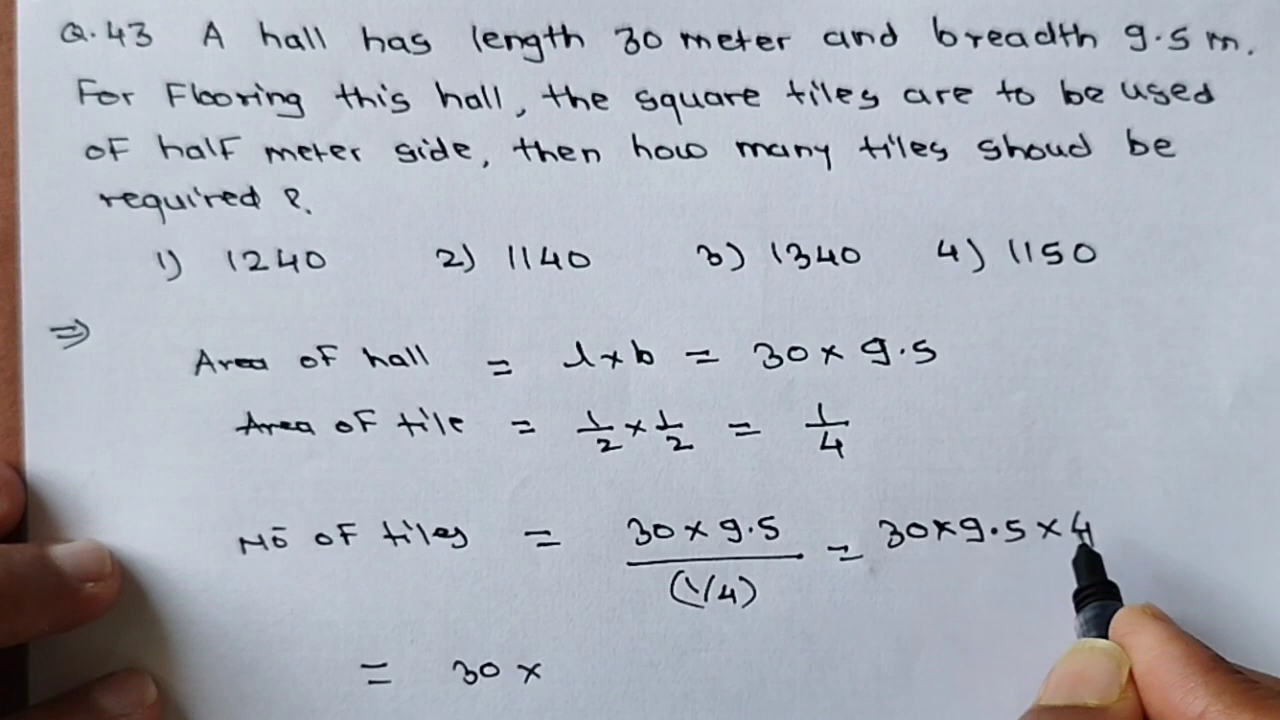 Q.43 A hall has length 30 meter and breadth 9.5 m.
For Flooring this hall, the square tiles are to be used
of half meter side, then how many tiles shoud be
required ?.
1) 1240 2) 1140 3) 1340 4) 1150
⇒
Area of hall = l × b = 30 × 9.5
Area of tile = 1/2 × 1/2 = 1/4
No of tiles = 30 × 9.5 / (1/4) = 30 × 9.5 × 4
= 30 ×